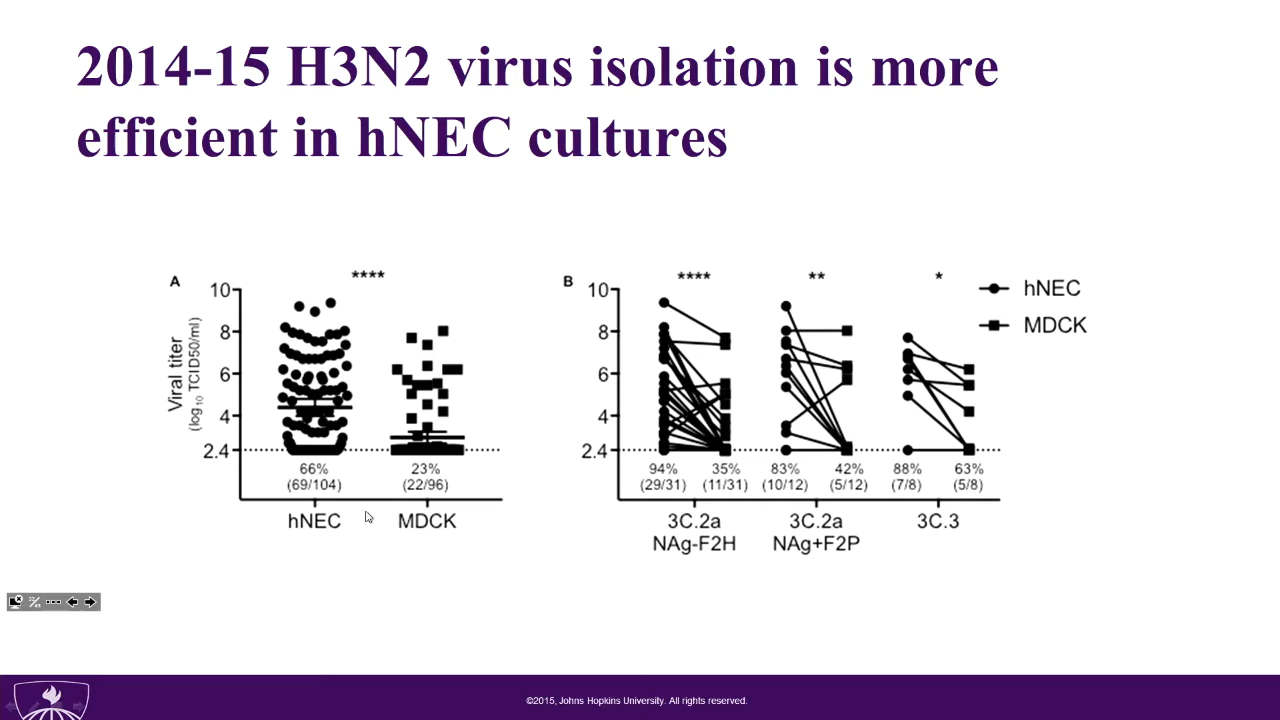 2014-15 H3N2 virus isolation is more
efficient in hNEC cultures
A
****
Viral titer
(log10 TCID50/ml)
10
8
6
4
2.4
66%
(69/104)
23%
(22/96)
hNEC
MDCK
B
****
**
*
10
8
6
4
2.4
94%
(29/31)
35%
(11/31)
83%
(10/12)
42%
(5/12)
88%
(7/8)
63%
(5/8)
3C.2a
NAg-F2H
3C.2a
NAg+F2P
3C.3
hNEC
MDCK
©2015, Johns Hopkins University. All rights reserved.